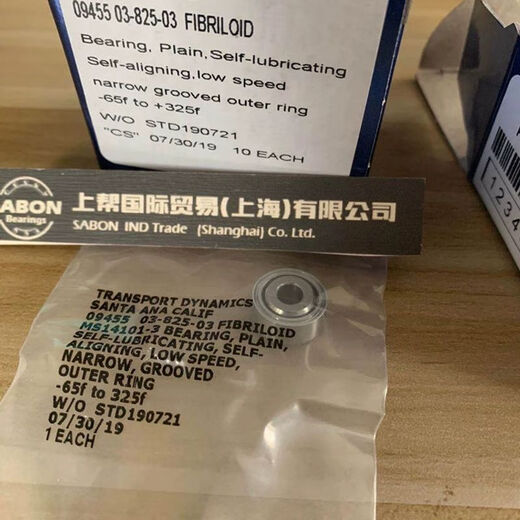 09455 03-825-03 FIBRILOID
Bearing, Plain,Self-lubricating
Self-aligning,low speed
narrow grooved outer ring
-65f to +325f
W/O STD190721
"CS" 07/30/19 10 EACH
1234
SABON
Bearings
上帮国际贸易(上海)有限公司
SABON IND Trade (Shanghai) Co. Ltd.
TRANSPORT DYNAMICS
SANTA ANA CALIF
09455 03-825-03 FIBRILOID
MS14101-3 BEARING, PLAIN,
SELF-LUBRICATING, SELF-
ALIGNING, LOW SPEED,
NARROW, GROOVED
OUTER RING
-65f to 325f
W/O STD190721
07/30/19
1 EACH